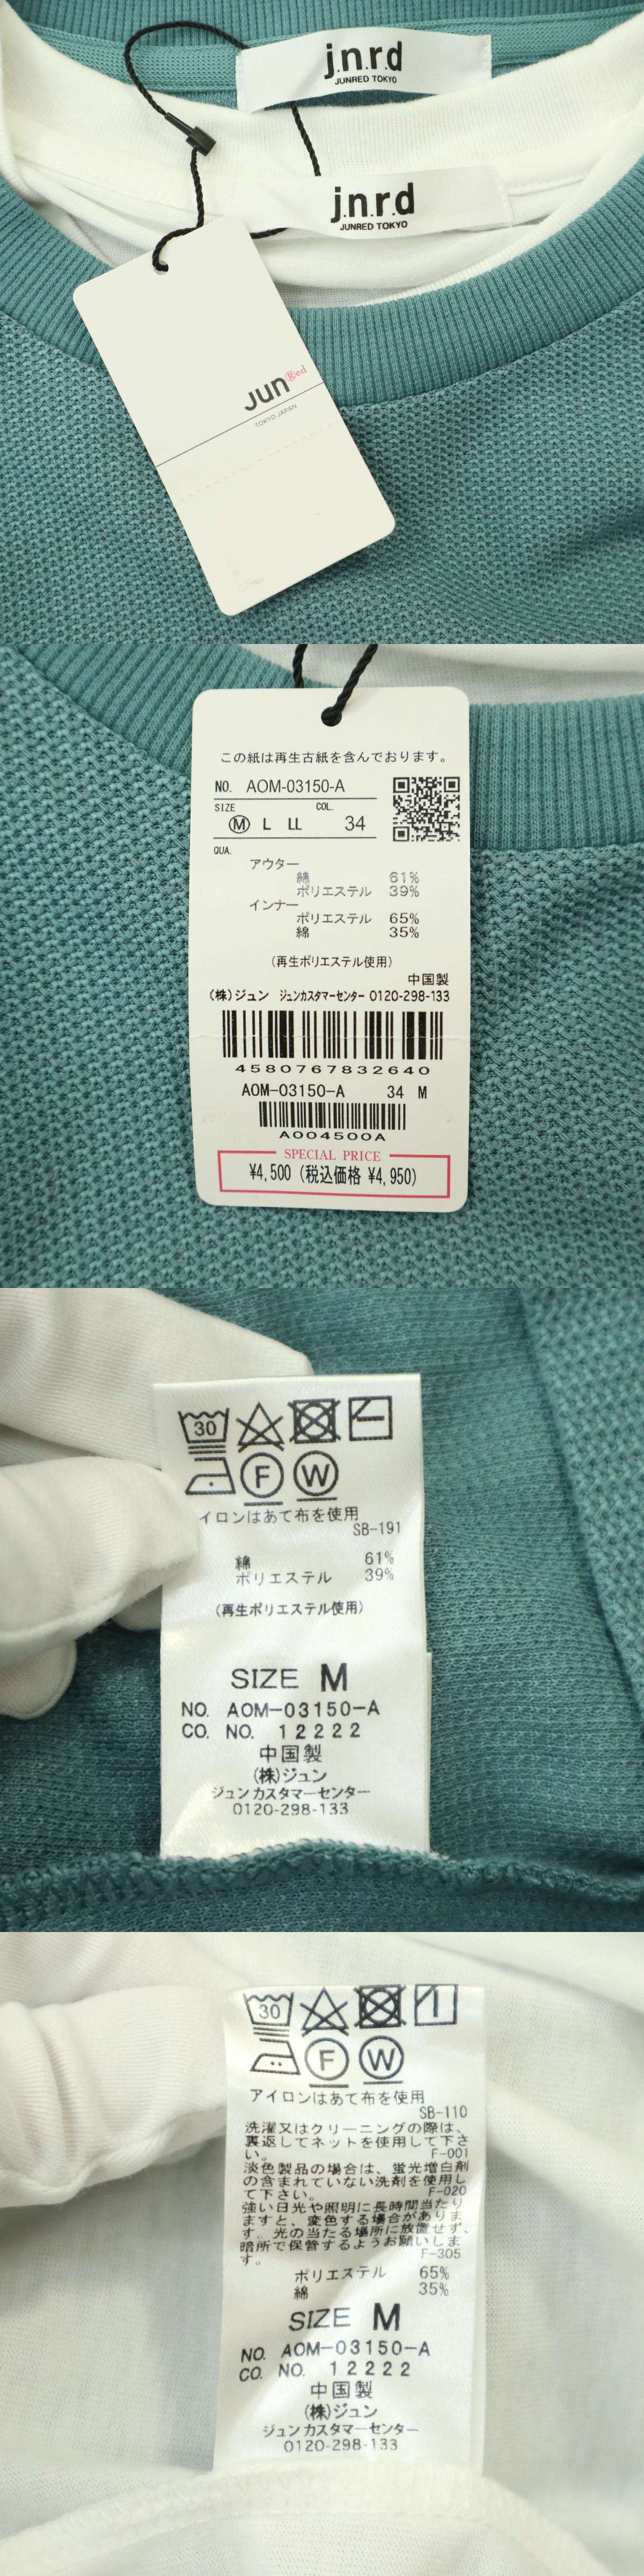 j.n.r.d
JUNRED TOKYO
j.n.r.d
JUNRED TOKYO
Jun Red
TOKYO JAPAN
この紙は再生古紙を含んでおります。
NO. AOM-03150-A
SIZE COL.
M L LL 34
QUA.
アウター
綿 61%
ポリエステル 39%
インナー
ポリエステル 65%
綿 35%
(再生ポリエステル使用)
中国製
(株)ジュン ジュンカスタマーセンター 0120-298-133
4580767832640
AOM-03150-A 34 M
A004500A
SPECIAL PRICE
¥4,500 (税込価格 ¥4,950)
30
F W
イロンはあて布を使用
SB-191
綿 61%
ポリエステル 39%
(再生ポリエステル使用)
SIZE M
NO. AOM-03150-A
CO. NO. 12222
中国製
(株)ジュン
ジュンカスタマーセンター
0120-298-133
30
F W
アイロンはあて布を使用
SB-110
洗濯又はクリーニングの際は、
裏返してネットを使用して下さ
い。 F-001
淡色製品の場合は、蛍光増白剤
の含まれていない洗剤を使用し
て下さい。 F-020
強い日光や照明に長時間当たり
ますと、変色する場合がありま
す。光の当たる場所に放置せず、
暗所で保管するようお願いしま
す。 F-305
ポリエステル 65%
綿 35%
SIZE M
NO. AOM-03150-A
CO. NO. 12222
中国製
(株)ジュン
ジュンカスタマーセンター
0120-298-133